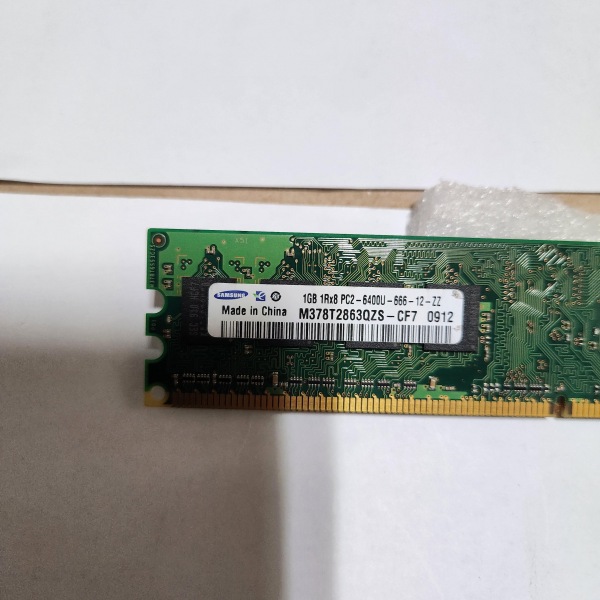 SAMSUNG
1GB 1Rx8 PC2-6400U-666-12-ZZ
Made in China
M378T2863QZS-CF7 0912